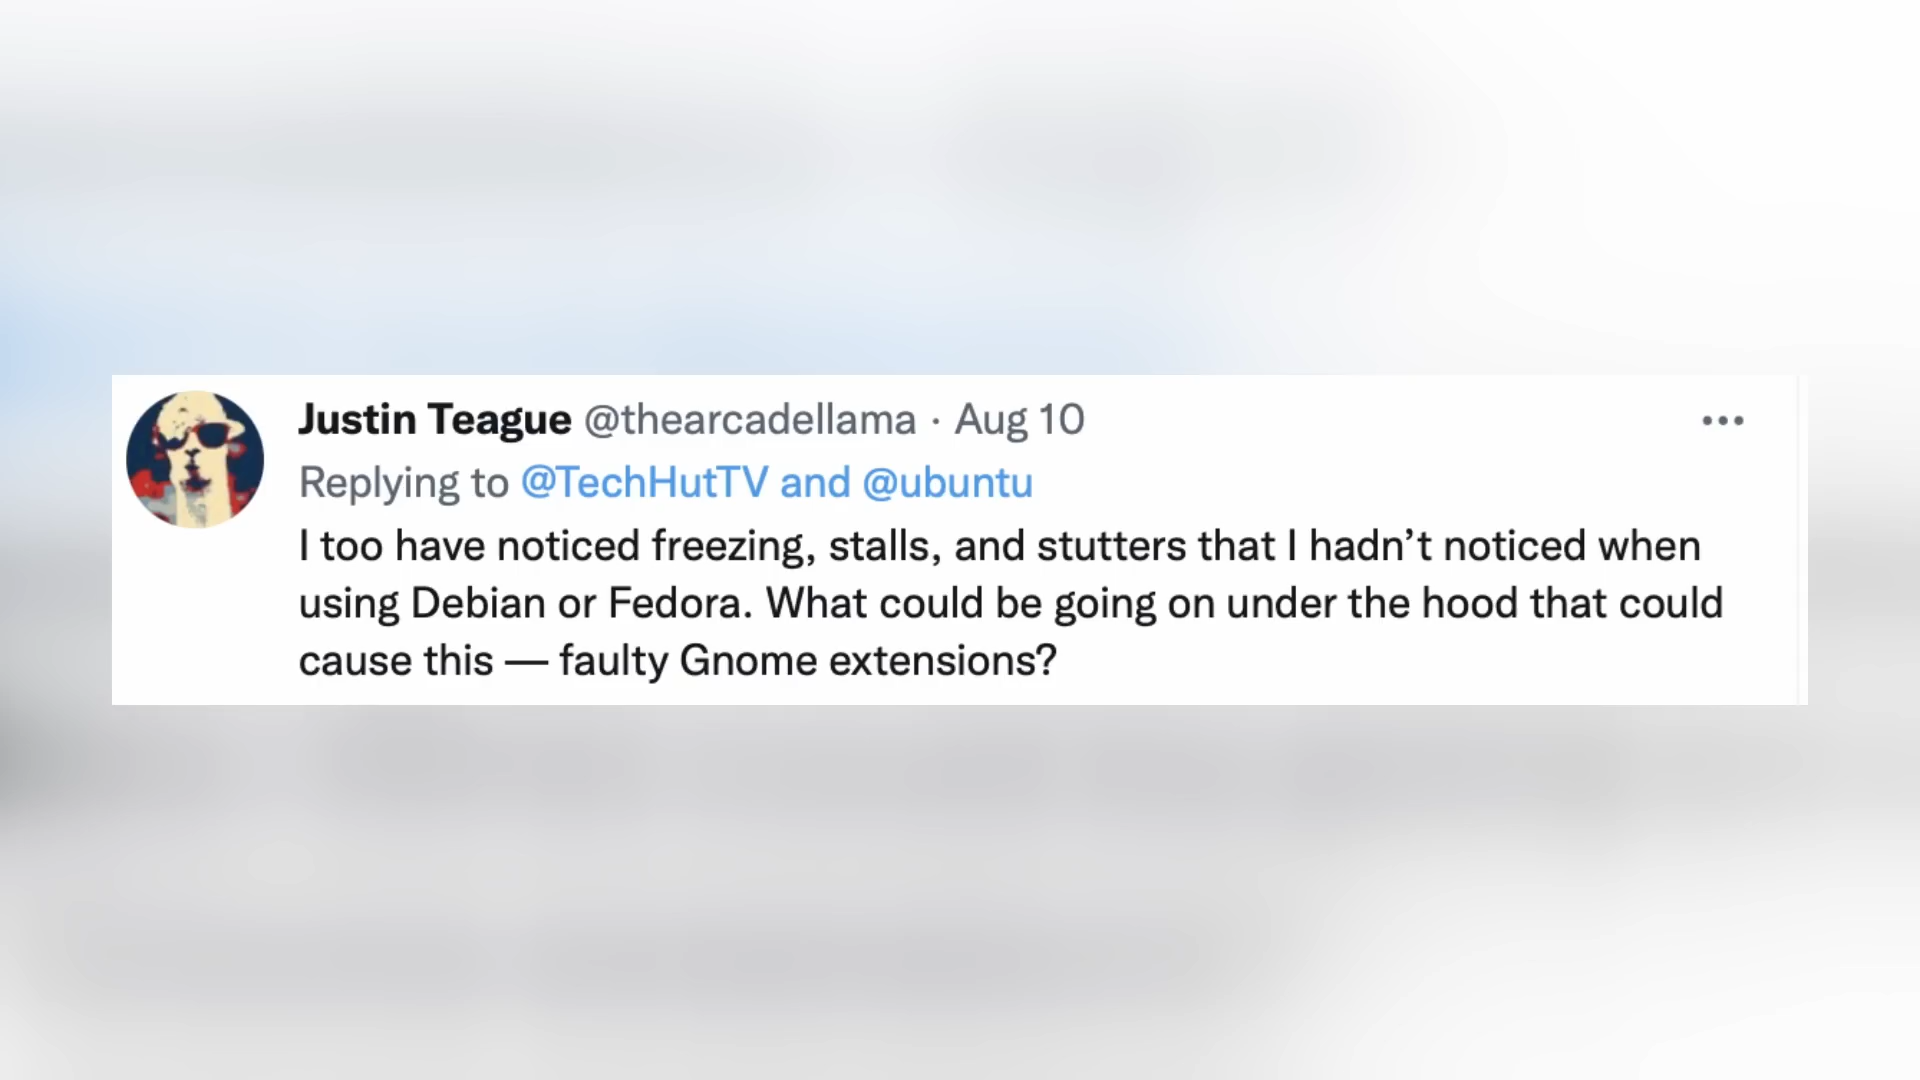 Justin Teague @thearcadellama · Aug 10
Replying to @TechHutTV and @ubuntu
I too have noticed freezing, stalls, and stutters that I hadn’t noticed when
using Debian or Fedora. What could be going on under the hood that could
cause this — faulty Gnome extensions?